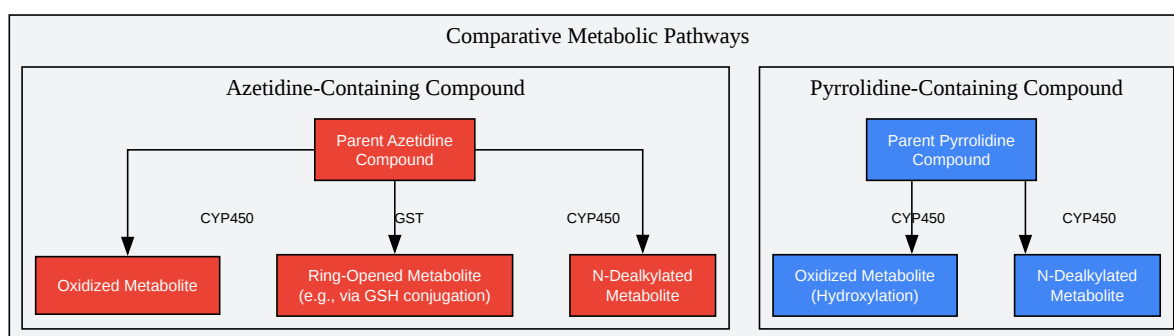 Comparative Metabolic Pathways
Azetidine-Containing Compound
Parent Azetidine
Compound
CYP450
GST
CYP450
Oxidized Metabolite
Ring-Opened Metabolite
(e.g., via GSH conjugation)
N-Dealkylated
Metabolite
Pyrrolidine-Containing Compound
Parent Pyrrolidine
Compound
CYP450
CYP450
Oxidized Metabolite
(Hydroxylation)
N-Dealkylated
Metabolite